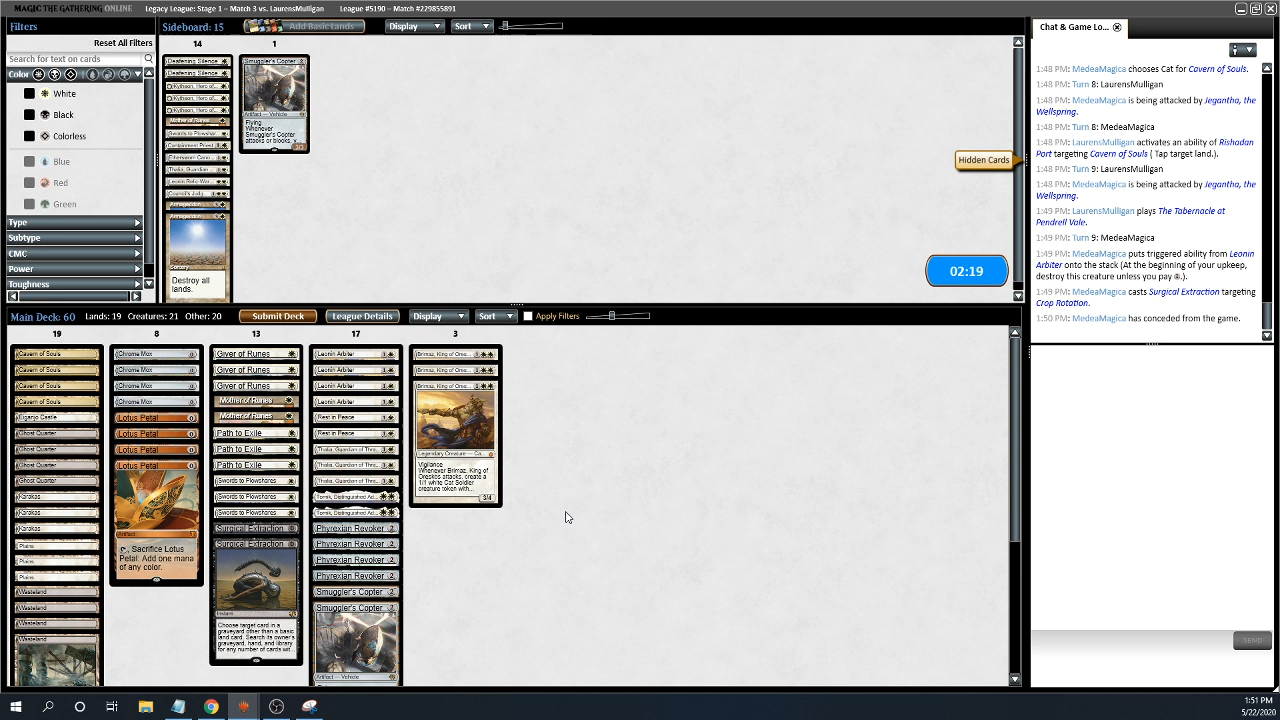 MAGIC THE GATHERING ONLINE
Legacy League: Stage 1 – Match 3 vs. LaurensMulligan
League #5190 – Match #229855891
Filters
Reset All Filters
Search for text on cards
Color
White
Black
Colorless
Blue
Red
Green
Type
Subtype
CMC
Power
Toughness
Sideboard: 15
Add Basic Lands
Display
Sort
14
1
Deafening Silence
Deafening Silence
Kytheon, Hero of...
Kytheon, Hero of...
Kytheon, Hero of...
Mother of Runes
Swords to Plowshar...
Containment Priest
Ethersworn Cano...
Thalia, Guardian...
Leonin Relic-War...
Council's Judg...
Armageddon
Armageddon
Sorcery
Destroy all
lands.
Smuggler's Copter
Artifact — Vehicle
Flying
Whenever
Smuggler's Copter
attacks or blocks, y
3/3
Hidden Cards
02:19
Main Deck: 60
Lands: 19 Creatures: 21 Other: 20
Submit Deck
League Details
Display
Sort
Apply Filters
19
8
13
17
3
Cavern of Souls
Cavern of Souls
Cavern of Souls
Cavern of Souls
Eiganjo Castle
Ghost Quarter
Ghost Quarter
Ghost Quarter
Ghost Quarter
Karakas
Karakas
Karakas
Plains
Plains
Plains
Wasteland
Wasteland
Wasteland
Wasteland
Chrome Mox
Chrome Mox
Chrome Mox
Chrome Mox
Lotus Petal
Lotus Petal
Lotus Petal
Lotus Petal
Artifact
, Sacrifice Lotus
Petal: Add one mana
of any color.
Giver of Runes
Giver of Runes
Giver of Runes
Mother of Runes
Mother of Runes
Path to Exile
Path to Exile
Path to Exile
Swords to Plowshares
Swords to Plowshares
Swords to Plowshares
Surgical Extraction
Surgical Extraction
Instant
Choose target card in a
graveyard other than a basic
land card. Search its owner's
graveyard, hand, and library
for any number of cards wit...
Leonin Arbiter
Leonin Arbiter
Leonin Arbiter
Leonin Arbiter
Rest in Peace
Rest in Peace
Thalia, Guardian of Thra...
Thalia, Guardian of Thra...
Thalia, Guardian of Thra...
Tomik, Distinguished Ad...
Tomik, Distinguished Ad...
Phyrexian Revoker
Phyrexian Revoker
Phyrexian Revoker
Phyrexian Revoker
Smuggler's Copter
Smuggler's Copter
Artifact — Vehicle
Brimaz, King of Ores...
Brimaz, King of Ores...
Brimaz, King of Ores...
Legendary Creature — Ca...
Vigilance
Whenever Brimaz, King of
Oreskos attacks, create a
1/1 white Cat Soldier
creature token with...
3/4
Chat & Game Lo...
1:48 PM: MedeaMagica chooses Cat for Cavern of Souls.
1:48 PM: Turn 8: LaurensMulligan
1:48 PM: MedeaMagica is being attacked by Jegantha, the
Wellspring.
1:48 PM: Turn 8: MedeaMagica
1:48 PM: LaurensMulligan activates an ability of Rishadan
Port targeting Cavern of Souls ( Tap target land.).
1:48 PM: Turn 9: LaurensMulligan
1:48 PM: MedeaMagica is being attacked by Jegantha, the
Wellspring.
1:49 PM: LaurensMulligan plays The Tabernacle at
Pendrell Vale.
1:49 PM: Turn 9: MedeaMagica
1:49 PM: MedeaMagica puts triggered ability from Leonin
Arbiter onto the stack (At the beginning of your upkeep,
destroy this creature unless you pay .).
1:49 PM: MedeaMagica casts Surgical Extraction targeting
Crop Rotation.
1:50 PM: MedeaMagica has conceded from the game.
SEND
1:51 PM
5/22/2020